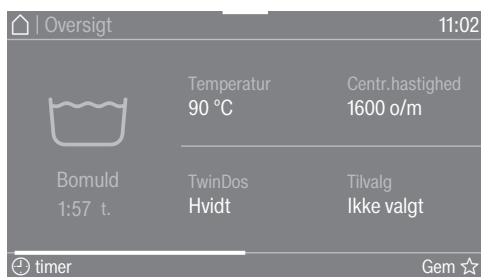 | Oversigt 11:02
Temperatur
90 °C
Centr.hastighed
1600 o/m
Bomuld
1:57 t.
TwinDos
Hvidt
Tilvalg
Ikke valgt
timer
Gem